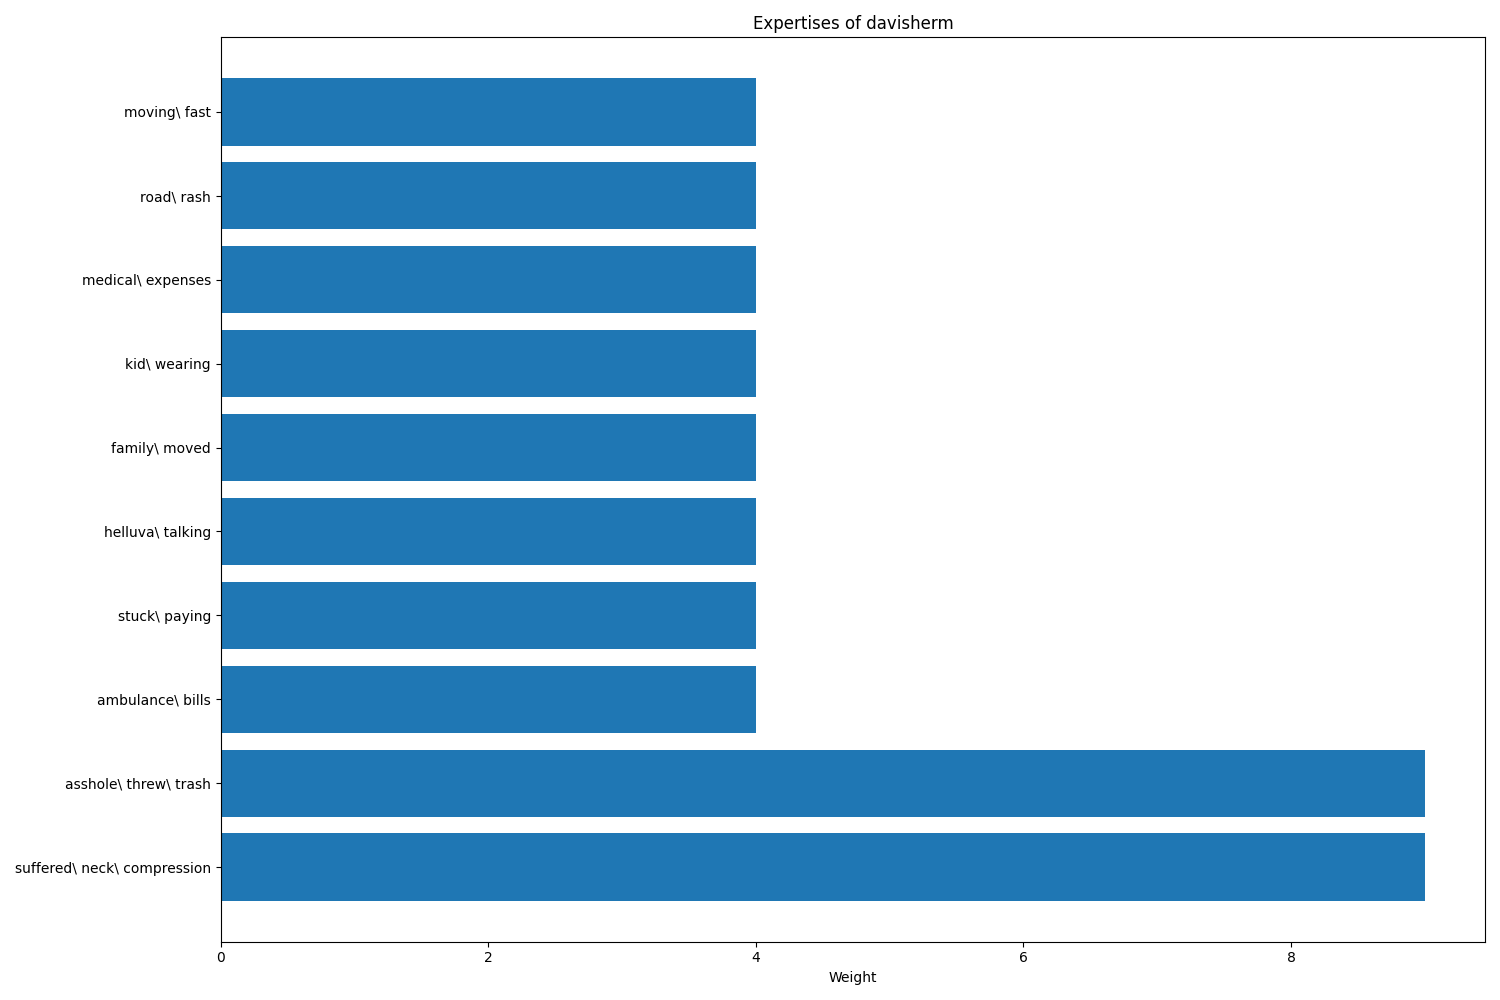 Expertises of davisherm
moving\ fast
road\ rash
medical\ expenses
kid\ wearing
family\ moved
helluva\ talking
stuck\ paying
ambulance\ bills
asshole\ threw\ trash
suffered\ neck\ compression
0 2 4 6 8
Weight